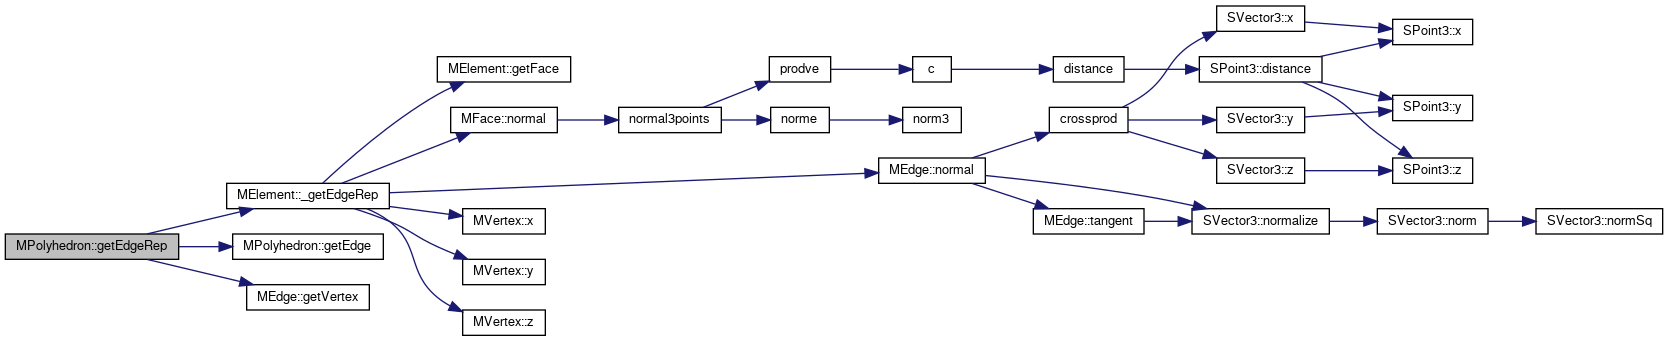 MPolyhedron::getEdgeRep
MElement::_getEdgeRep
MPolyhedron::getEdge
MEdge::getVertex
MElement::getFace
MFace::normal
MVertex::x
MVertex::y
MVertex::z
normal3points
prodve
norme
c
norm3
MEdge::normal
distance
crossprod
MEdge::tangent
SVector3::x
SPoint3::distance
SVector3::y
SVector3::z
SVector3::normalize
SPoint3::x
SPoint3::y
SPoint3::z
SVector3::norm
SVector3::normSq